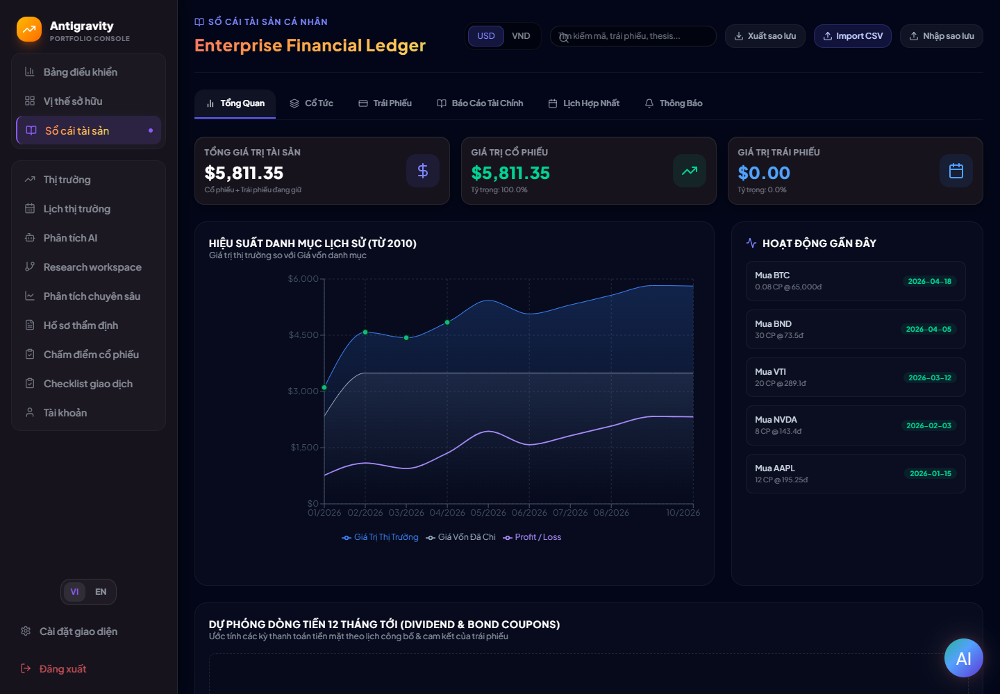 Antigravity
PORTFOLIO CONSOLE
Bảng điều khiển
Vị thế sở hữu
Sổ cái tài sản
Thị trường
Lịch thị trường
Phân tích AI
Research workspace
Phân tích chuyên sâu
Hồ sơ thẩm định
Chấm điểm cổ phiếu
Checklist giao dịch
Tài khoản
VI EN
Cài đặt giao diện
Đăng xuất
SỔ CÁI TÀI SẢN CÁ NHÂN
Enterprise Financial Ledger
USD VND
Tìm kiếm mã, trái phiếu, thesis...
Xuất sao lưu
Import CSV
Nhập sao lưu
Tổng Quan
Cổ Tức
Trái Phiếu
Báo Cáo Tài Chính
Lịch Hợp Nhất
Thông Báo
TỔNG GIÁ TRỊ TÀI SẢN
$5,811.35
Cổ phiếu + Trái phiếu đang giữ
GIÁ TRỊ CỔ PHIẾU
$5,811.35
Tỷ trọng: 100.0%
GIÁ TRỊ TRÁI PHIẾU
$0.00
Tỷ trọng: 0.0%
HIỆU SUẤT DANH MỤC LỊCH SỬ (TỪ 2010)
Giá trị thị trường so với Giá vốn danh mục
$6,000
$4,500
$3,000
$1,500
$0
01/2026 02/2026 03/2026 04/2026 05/2026 06/2026 07/2026 08/2026 10/2026
Giá Trị Thị Trường Giá Vốn Đã Chi Profit / Loss
HOẠT ĐỘNG GẦN ĐÂY
Mua BTC
0.08 CP @ 65,000đ
2026-04-18
Mua BND
30 CP @ 73.5đ
2026-04-05
Mua VTI
20 CP @ 289.1đ
2026-03-12
Mua NVDA
8 CP @ 143.4đ
2026-02-03
Mua AAPL
12 CP @ 195.25đ
2026-01-15
DỰ PHÓNG DÒNG TIỀN 12 THÁNG TỚI (DIVIDEND & BOND COUPONS)
Ước tính các kỳ thanh toán tiền mặt theo lịch công bố & cam kết của trái phiếu
AI